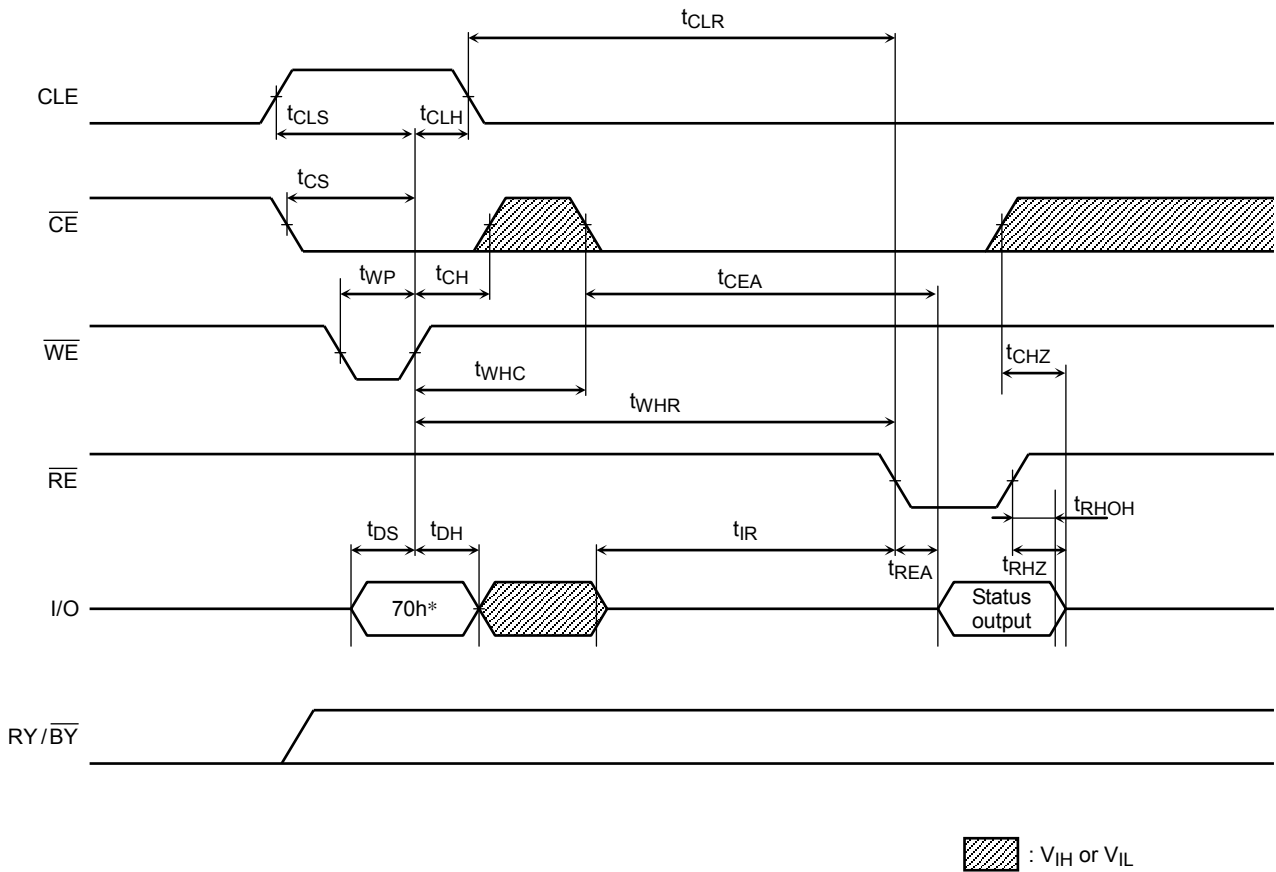 tCLR
CLE
tCLS
tCLH
tCS
CE
tWP
tCH
tCEA
WE
tCHZ
tWHC
tWHR
RE
tRHOH
tDS
tDH
tIR
tREA
tRHZ
I/O
70h*
Status
output
RY/BY
: VIH or VIL